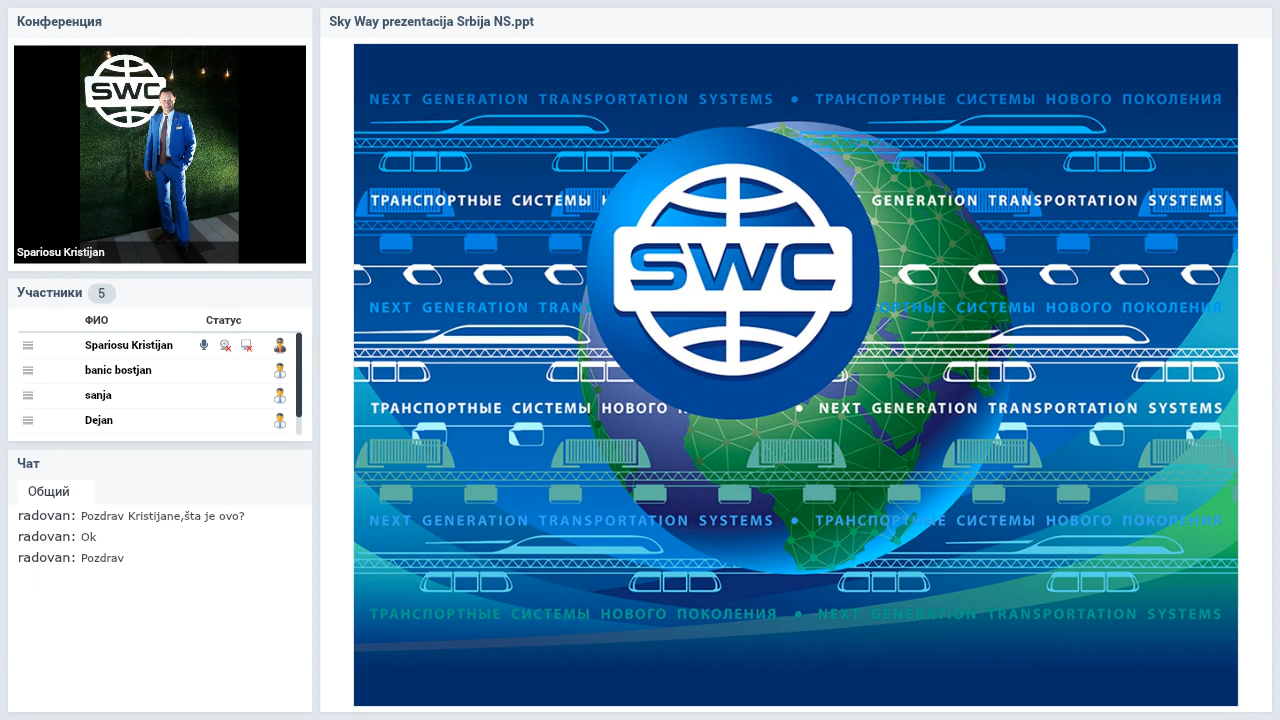 Конференция
SWC
Spariosu Kristijan
Участники 5
ФИО Статус
Spariosu Kristijan
banic bostjan
sanja
Dejan
Чат
Общий
radovan: Pozdrav Kristijane,šta je ovo?
radovan: Ok
radovan: Pozdrav
Sky Way prezentacija Srbija NS.ppt
NEXT GENERATION TRANSPORTATION SYSTEMS • ТРАНСПОРТНЫЕ СИСТЕМЫ НОВОГО ПОКОЛЕНИЯ
ТРАНСПОРТНЫЕ СИСТЕМЫ GENERATION TRANSPORTATION SYSTEMS
SWC
NEXT GENERATION СИСТЕМЫ НОВОГО ПОКОЛЕНИЯ
ТРАНСПОРТНЫЕ СИСТЕМЫ НОВОГО • NEXT GENERATION TRANSPORTATION SYSTEMS
NEXT GENERATION TRANSPORTATION SYSTEMS • ТРАНСПОРТНЫЕ СИСТЕМЫ НОВОГО ПОКОЛЕНИЯ
ТРАНСПОРТНЫЕ СИСТЕМЫ НОВОГО ПОКОЛЕНИЯ • NEXT GENERATION TRANSPORTATION SYSTEMS